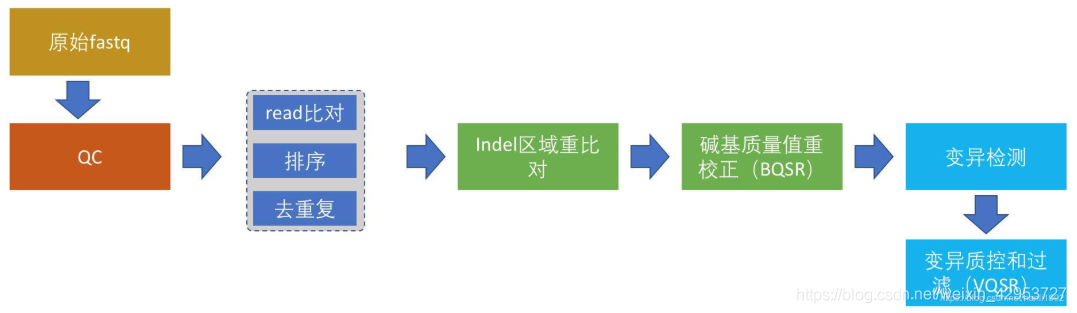 原始fastq
QC
read比对
排序
去重复
Indel区域重比
对
碱基质量值重
校正（BQSR）
变异检测
变异质控和过
滤（VQSR）
https://blog.csdn.net/weixin_42953727